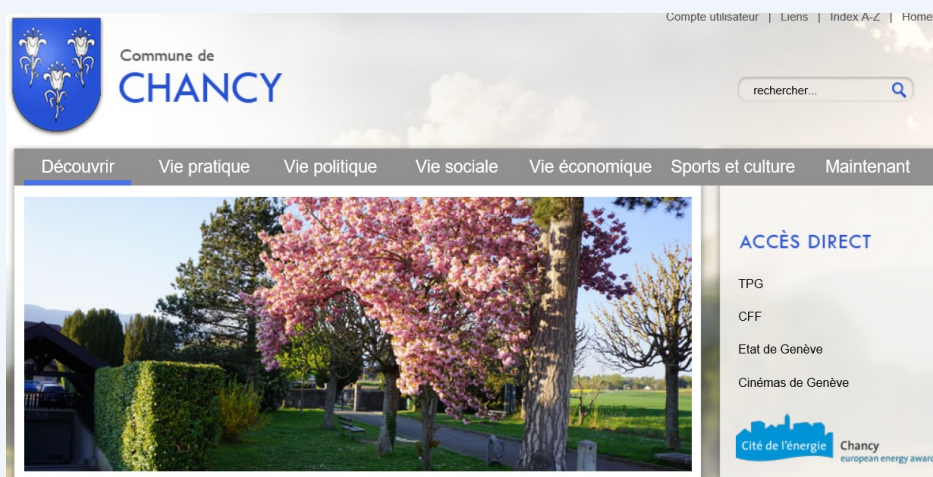 Compte utilisateur | Liens | Index A-Z | Home
Commune de
CHANCY
rechercher...
Découvrir Vie pratique Vie politique Vie sociale Vie économique Sports et culture Maintenant
ACCÈS DIRECT
TPG
CFF
Etat de Genève
Cinémas de Genève
Cité de l'énergie
Chancy
european energy award